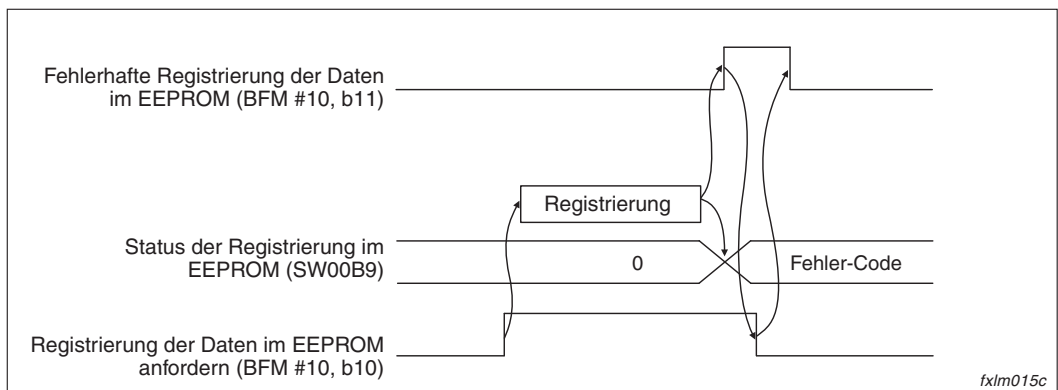 Fehlerhafte Registrierung der Daten
im EEPROM (BFM #10, b11)
Registrierung
Status der Registrierung im
EEPROM (SW00B9)
0
Fehler-Code
Registrierung der Daten im EEPROM
anfordern (BFM #10, b10)
fxlm015c